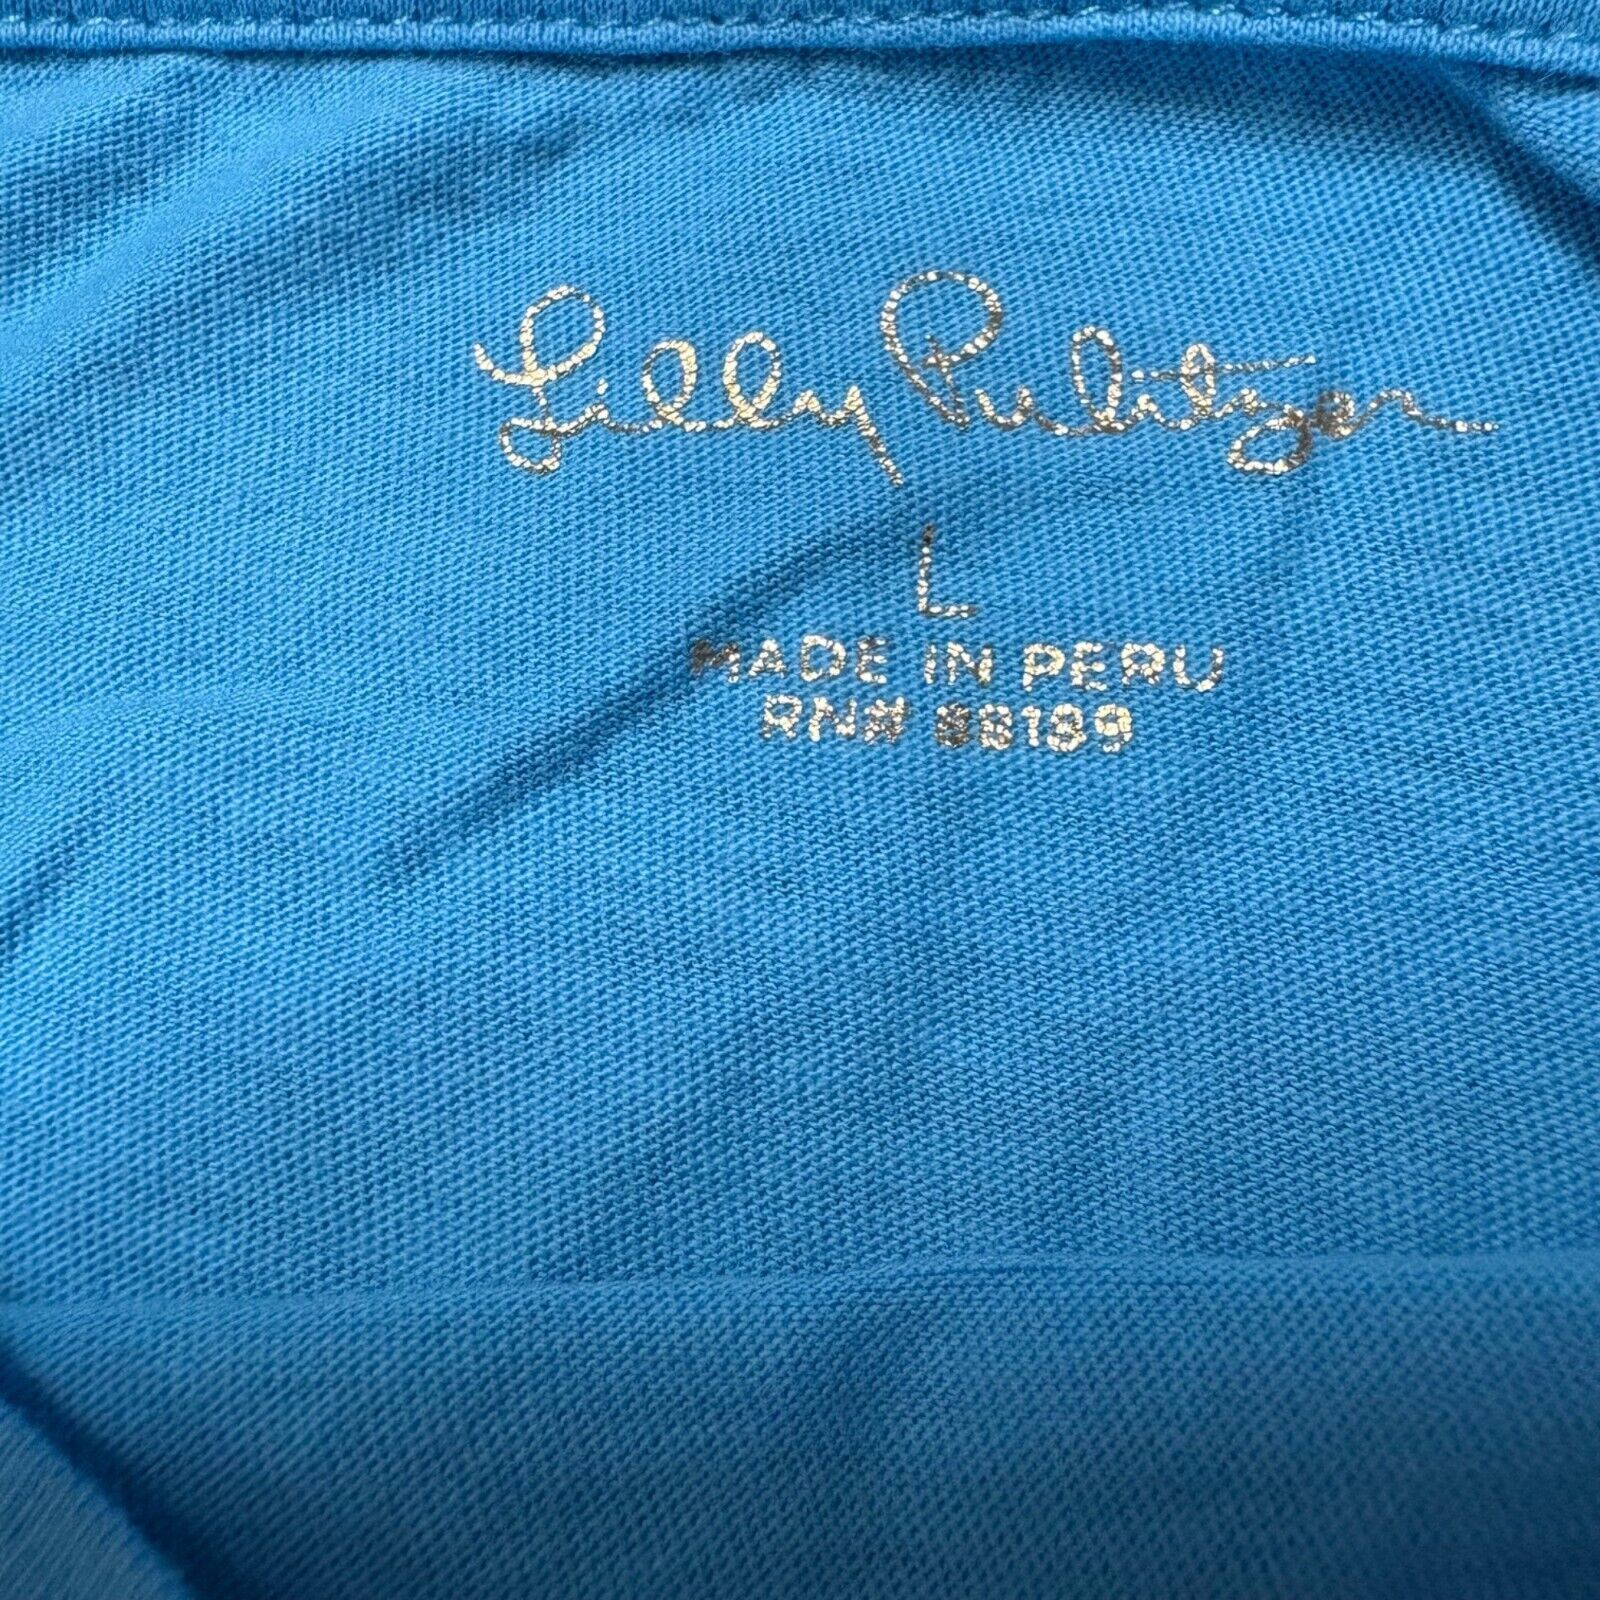 Lilly Pulitzer
L
MADE IN PERU
RN# 88189